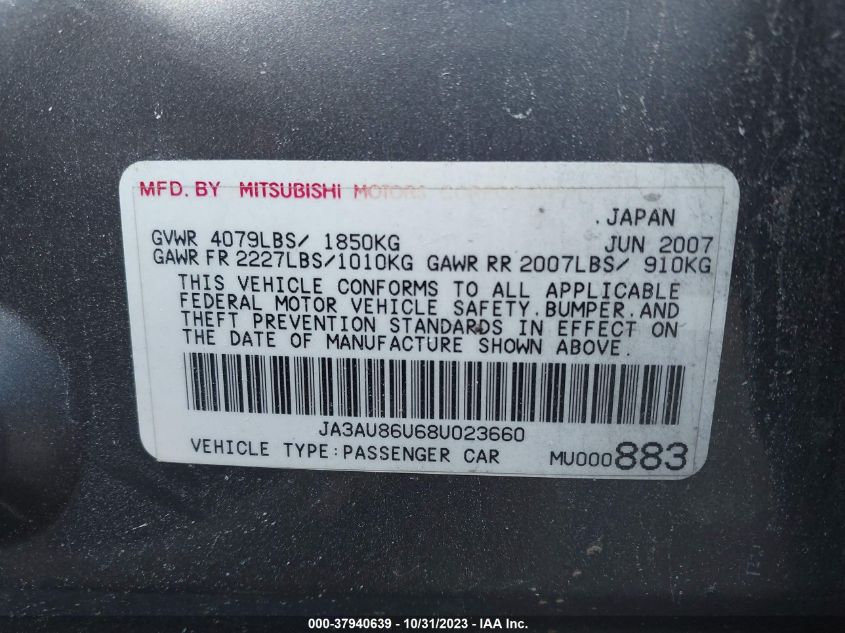 MFD. BY MITSUBISHI MOTORS
JAPAN
GVWR 4079LBS/ 1850KG JUN 2007
GAWR FR 2227LBS/1010KG GAWR RR 2007LBS/ 910KG
THIS VEHICLE CONFORMS TO ALL APPLICABLE
FEDERAL MOTOR VEHICLE SAFETY, BUMPER, AND
THEFT PREVENTION STANDARDS IN EFFECT ON
THE DATE OF MANUFACTURE SHOWN ABOVE.
JA3AU86U68U023660
VEHICLE TYPE:PASSENGER CAR MU000883
000-37940639 - 10/31/2023 - IAA Inc.